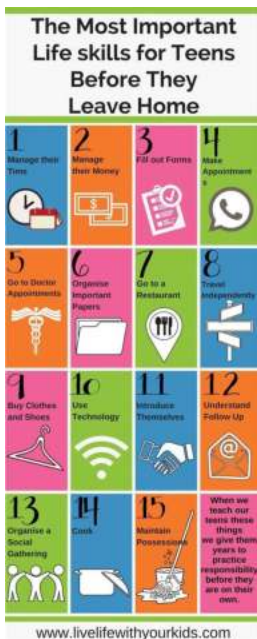 The Most Important
Life skills for Teens
Before They
Leave Home
1
Manage their
Time
2
Manage
their Money
3
Fill out Forms
4
Make
Appointment
s
5
Go to Doctor
Appointments
6
Organise
Important
Papers
7
Go to a
Restaurant
8
Travel
Independently
9
Buy Clothes
and Shoes
10
Use
Technology
11
Introduce
Themselves
12
Understand
Follow Up
13
Organise a
Social
Gathering
14
Cook
15
Maintain
Possessions
When we
teach our
teens these
things
we give them
years to
practice
responsibility
before they
are on their
own.
www.livelifewithyourkids.com